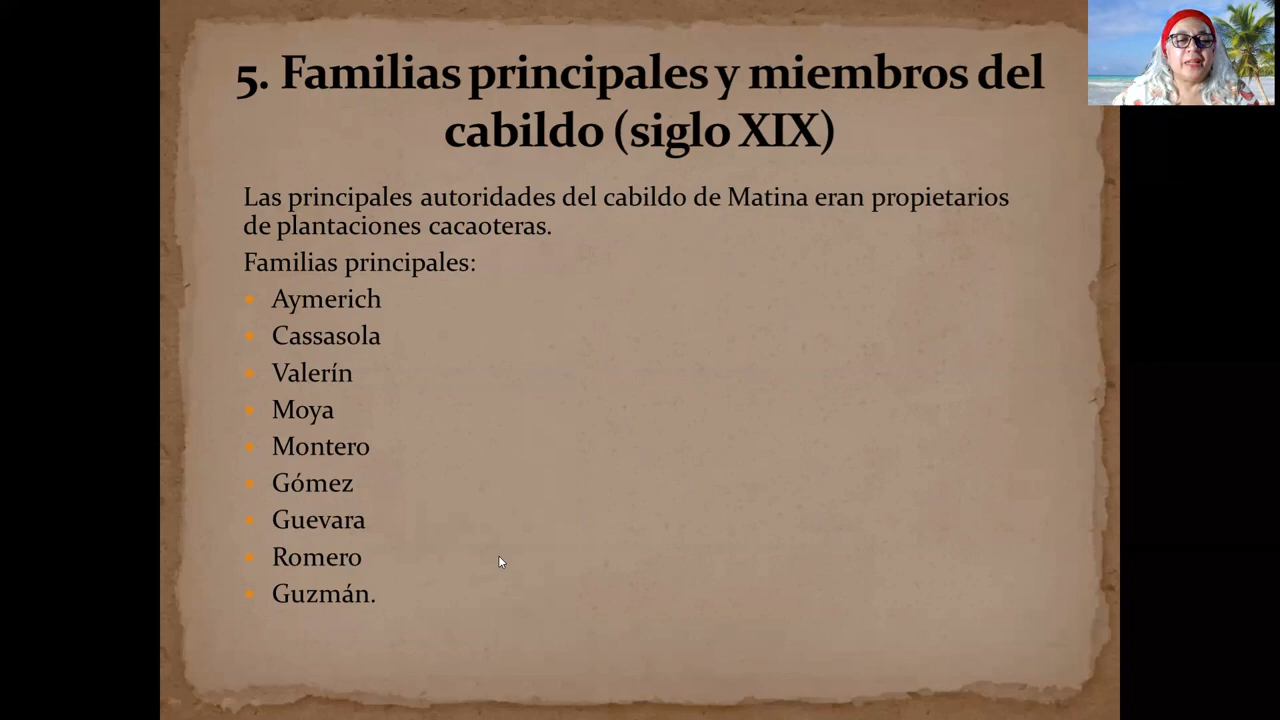 5. Familias principales y miembros del
cabildo (siglo XIX)
Las principales autoridades del cabildo de Matina eran propietarios
de plantaciones cacaoteras.
Familias principales:
Aymerich
Cassasola
Valerín
Moya
Montero
Gómez
Guevara
Romero
Guzmán.